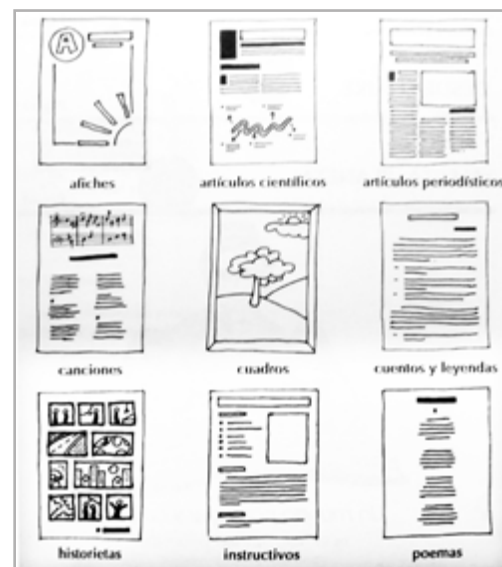 A
afiches
artículos científicos
artículos periodísticos
canciones
cuadros
cuentos y leyendas
historietas
instructivos
poemas